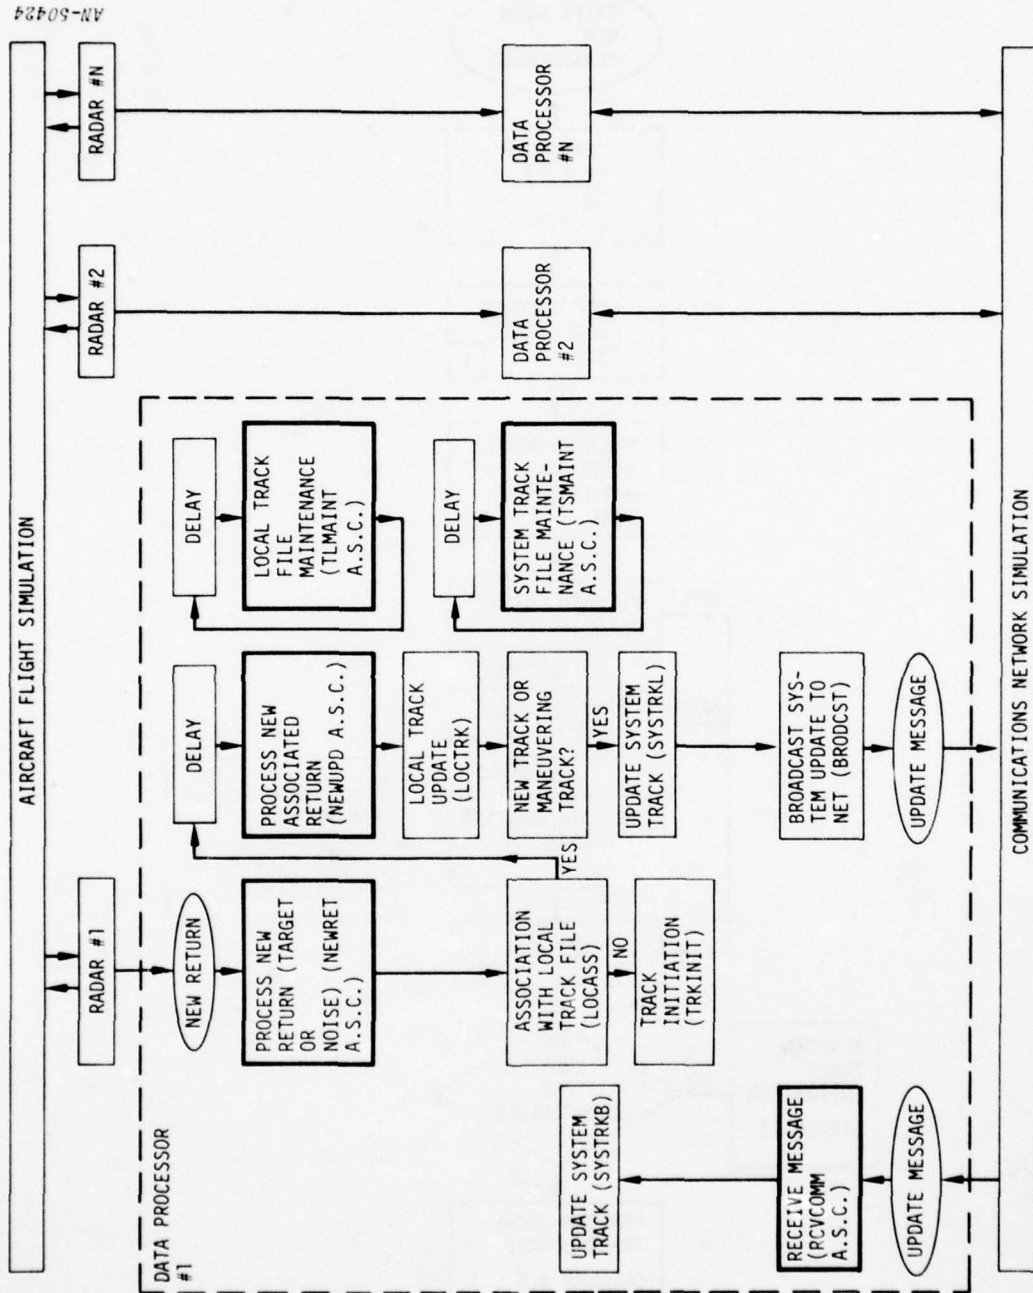 AN-50424
AIRCRAFT FLIGHT SIMULATION
RADAR #1
RADAR #2
RADAR #N
DATA PROCESSOR
#1
NEW RETURN
PROCESS NEW
RETURN (TARGET
OR
NOISE) (NEWRET
A.S.C.)
ASSOCIATION
WITH LOCAL
TRACK FILE
(LOCASS)
YES
NO
TRACK
INITIATION
(TRKINIT)
DELAY
PROCESS NEW
ASSOCIATED
RETURN
(NEWUPD A.S.C.)
LOCAL TRACK
UPDATE
(LOCTRK)
NEW TRACK OR
MANEUVERING
TRACK?
YES
UPDATE SYSTEM
TRACK (SYSTRKL)
BROADCAST SYS-
TEM UPDATE TO
NET (BRODCST)
UPDATE MESSAGE
DELAY
LOCAL TRACK
FILE
MAINTENANCE
(TLMAINT
A.S.C.)
DELAY
SYSTEM TRACK
FILE MAINTE-
NANCE (TSMAINT
A.S.C.)
UPDATE SYSTEM
TRACK (SYSTRKB)
RECEIVE MESSAGE
(RCVCOMM
A.S.C.)
UPDATE MESSAGE
DATA
PROCESSOR
#2
DATA
PROCESSOR
#N
COMMUNICATIONS NETWORK SIMULATION